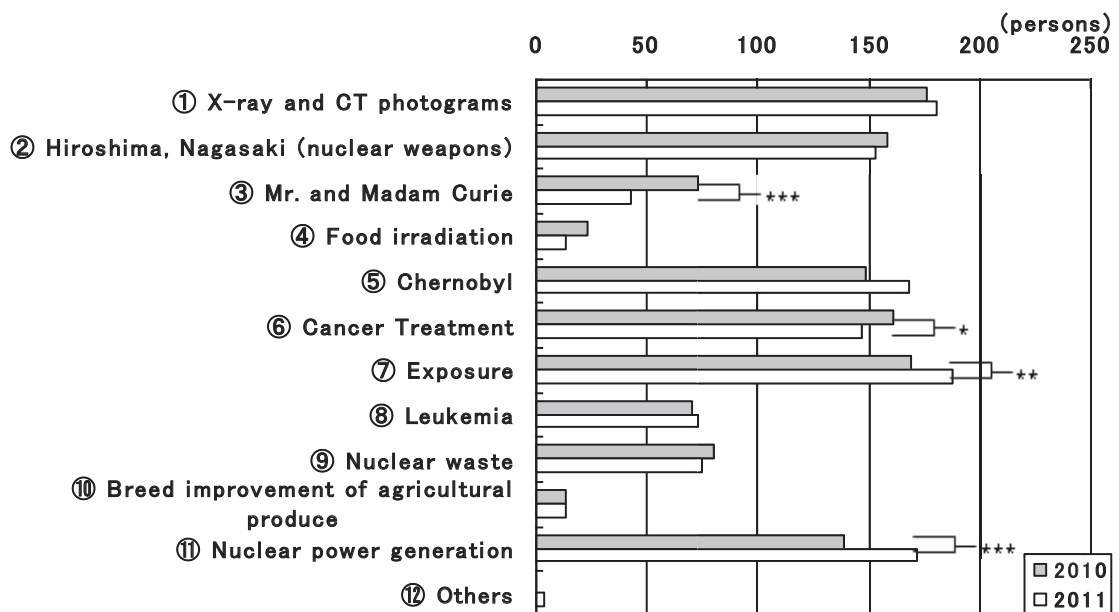 (persons)
0 50 100 150 200 250
① X-ray and CT photograms
② Hiroshima, Nagasaki (nuclear weapons)
③ Mr. and Madam Curie
***
④ Food irradiation
⑤ Chernobyl
⑥ Cancer Treatment
*
⑦ Exposure
**
⑧ Leukemia
⑨ Nuclear waste
⑩ Breed improvement of agricultural
produce
⑪ Nuclear power generation
***
⑫ Others
2010
2011